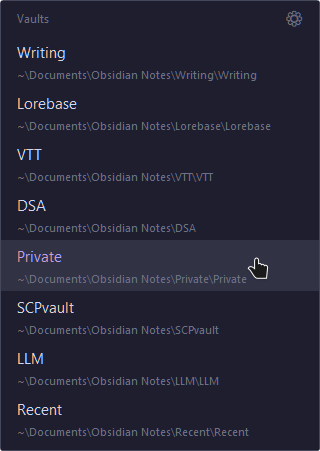 Vaults
Writing
~\Documents\Obsidian Notes\Writing\Writing
Lorebase
~\Documents\Obsidian Notes\Lorebase\Lorebase
VTT
~\Documents\Obsidian Notes\VTT\VTT
DSA
~\Documents\Obsidian Notes\DSA
Private
~\Documents\Obsidian Notes\Private\Private
SCPvault
~\Documents\Obsidian Notes\SCPvault
LLM
~\Documents\Obsidian Notes\LLM\LLM
Recent
~\Documents\Obsidian Notes\Recent\Recent